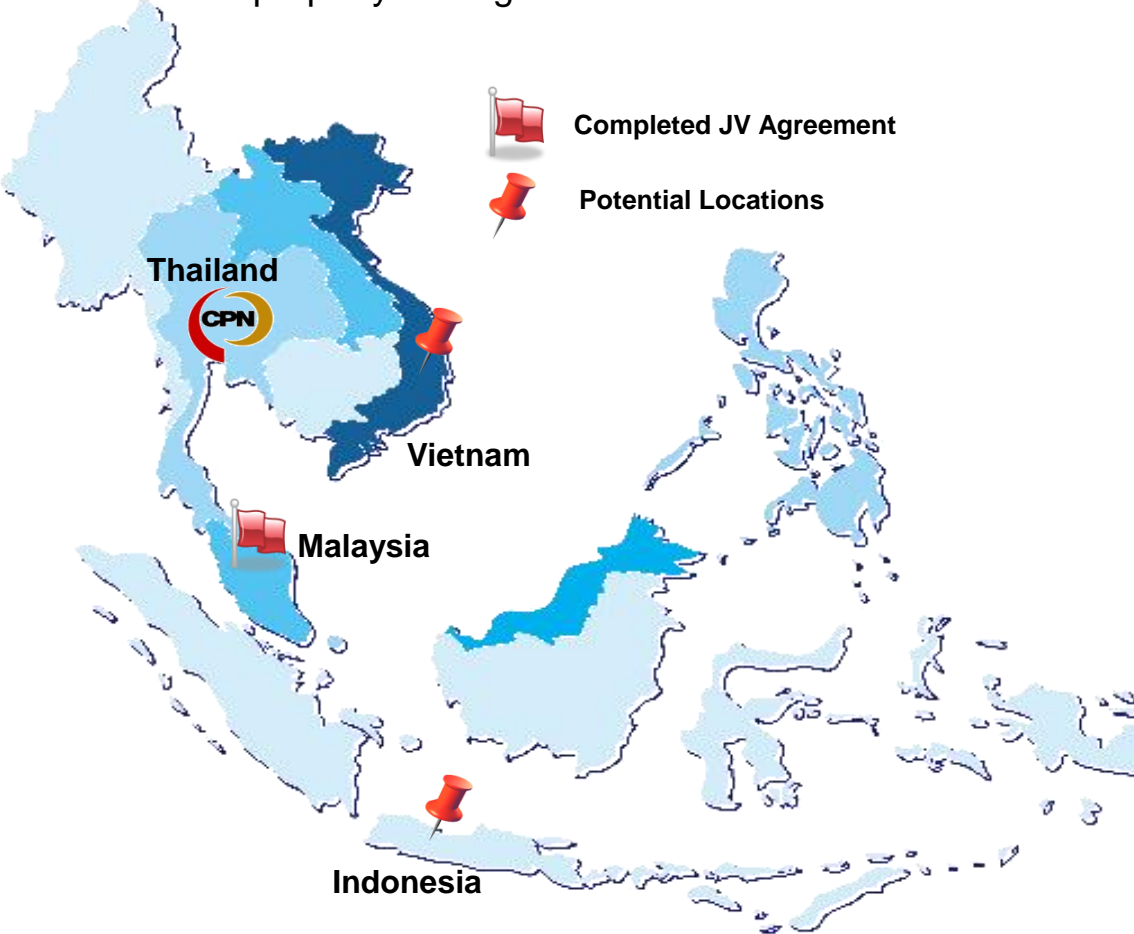 Completed JV Agreement
Potential Locations
Thailand
CPN
Vietnam
Malaysia
Indonesia